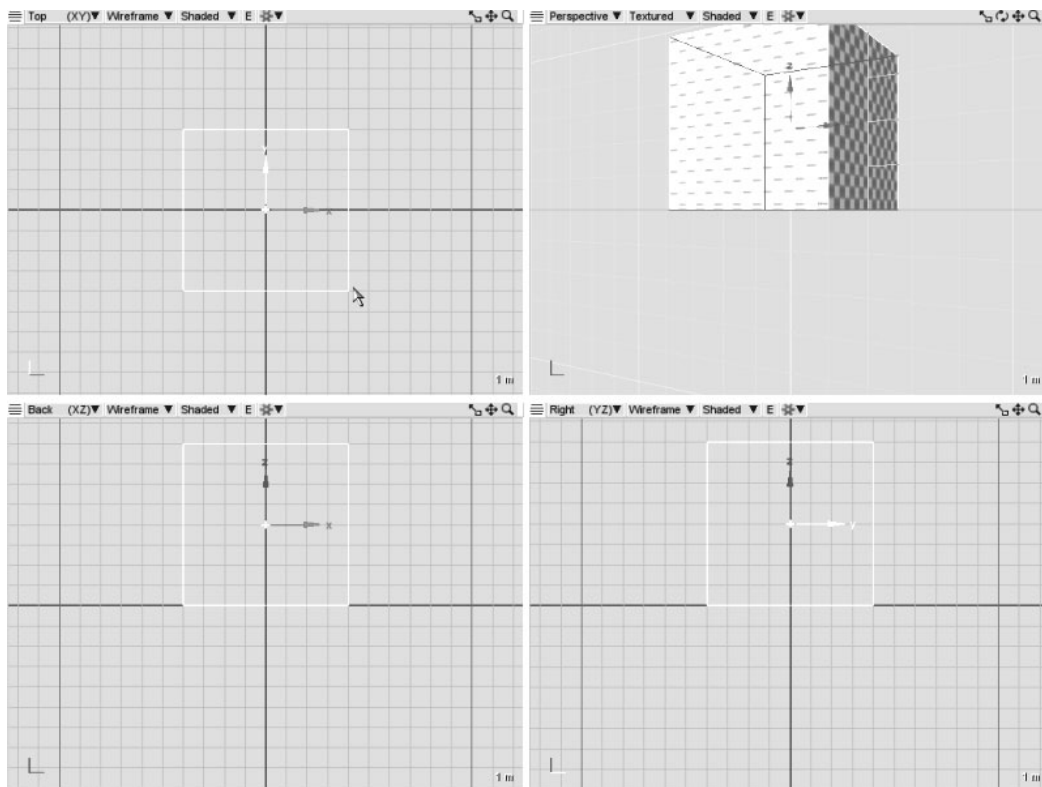 Top (XY)▼ Wireframe ▼ Shaded ▼ E ▼
Perspective ▼ Textured ▼ Shaded ▼ E ▼
Y
x
z
1 m
1 m
Back (XZ)▼ Wireframe ▼ Shaded ▼ E ▼
Right (YZ)▼ Wireframe ▼ Shaded ▼ E ▼
z
x
z
y
1 m
1 m